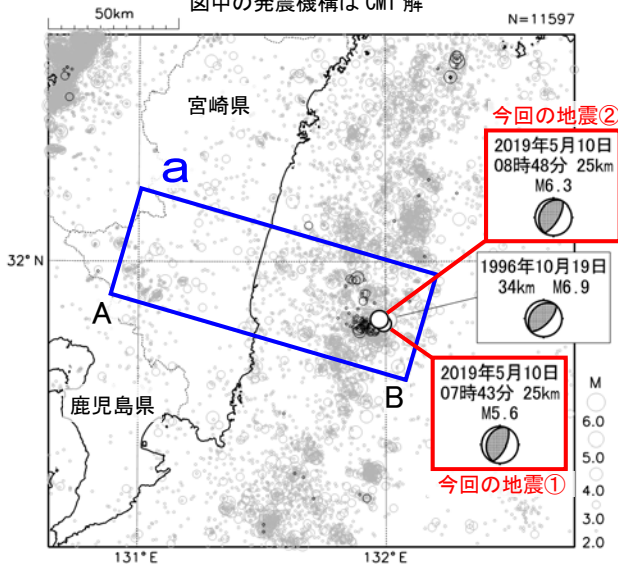 図中の発震機構は CMT 解
50km
N=11597
宮崎県
今回の地震②
2019年5月10日
08時48分 25km
M6.3
a
32°N
1996年10月19日
34km M6.9
A
2019年5月10日
07時43分 25km
M5.6
B
鹿児島県
今回の地震①
M
6.0
5.0
4.0
3.0
2.0
131°E
132°E